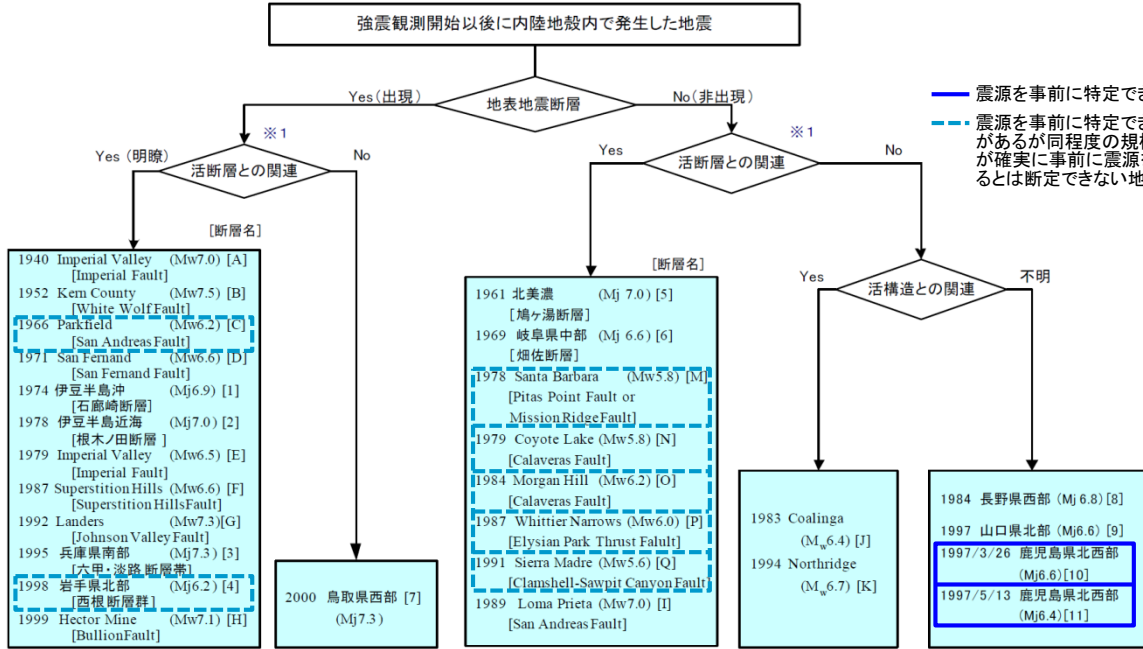 強震観測開始以後に内陸地殻内で発生した地震
地表地震断層
Yes(出現)
No(非出現)
※1
※1
活断層との関連
Yes (明瞭)
No
活断層との関連
Yes
No
震源を事前に特定でき
震源を事前に特定でき
があるが同程度の規模
が確実に事前に震源を
るとは断定できない地
[断層名]
1940 Imperial Valley (Mw7.0) [A]
[Imperial Fault]
1952 Kern County (Mw7.5) [B]
[White Wolf Fault]
1966 Parkfield (Mw6.2) [C]
[San Andreas Fault]
1971 San Fernand (Mw6.6) [D]
[San Fernand Fault]
1974 伊豆半島沖 (Mj6.9) [1]
[石廊崎断層]
1978 伊豆半島近海 (Mj7.0) [2]
[根木ノ田断層 ]
1979 Imperial Valley (Mw6.5) [E]
[Imperial Fault]
1987 Superstition Hills (Mw6.6) [F]
[Superstition HillsFault]
1992 Landers (Mw7.3)[G]
[Johnson Valley Fault]
1995 兵庫県南部 (Mj7.3) [3]
[六甲・淡路 断層帯]
1998 岩手県北部 (Mj6.2) [4]
[西根断層群]
1999 Hector Mine (Mw7.1) [H]
[BullionFault]
2000 鳥取県西部 [7]
(Mj7.3)
[断層名]
1961 北美濃 (Mj 7.0) [5]
[鳩ヶ湯断層]
1969 岐阜県中部 (Mj 6.6) [6]
[畑佐断層]
1978 Santa Barbara (Mw5.8) [M]
[Pitas Point Fault or
Mission RidgeFault]
1979 Coyote Lake (Mw5.8) [N]
[Calaveras Fault]
1984 Morgan Hill (Mw6.2) [O]
[Calaveras Fault]
1987 Whittier Narrows (Mw6.0) [P]
[Elysian Park Thrust Falult]
1991 Sierra Madre (Mw5.6) [Q]
[Clamshell-Sawpit Canyon Fault]
1989 Loma Prieta (Mw7.0) [I]
[San Andreas Fault]
活構造との関連
Yes
不明
1983 Coalinga
(Mw6.4) [J]
1994 Northridge
(Mw6.7) [K]
1984 長野県西部 (Mj 6.8) [8]
1997 山口県北部 (Mj6.6) [9]
1997/3/26 鹿児島県北西部
(Mj6.6)[10]
1997/5/13 鹿児島県北西部
(Mj6.4)[11]